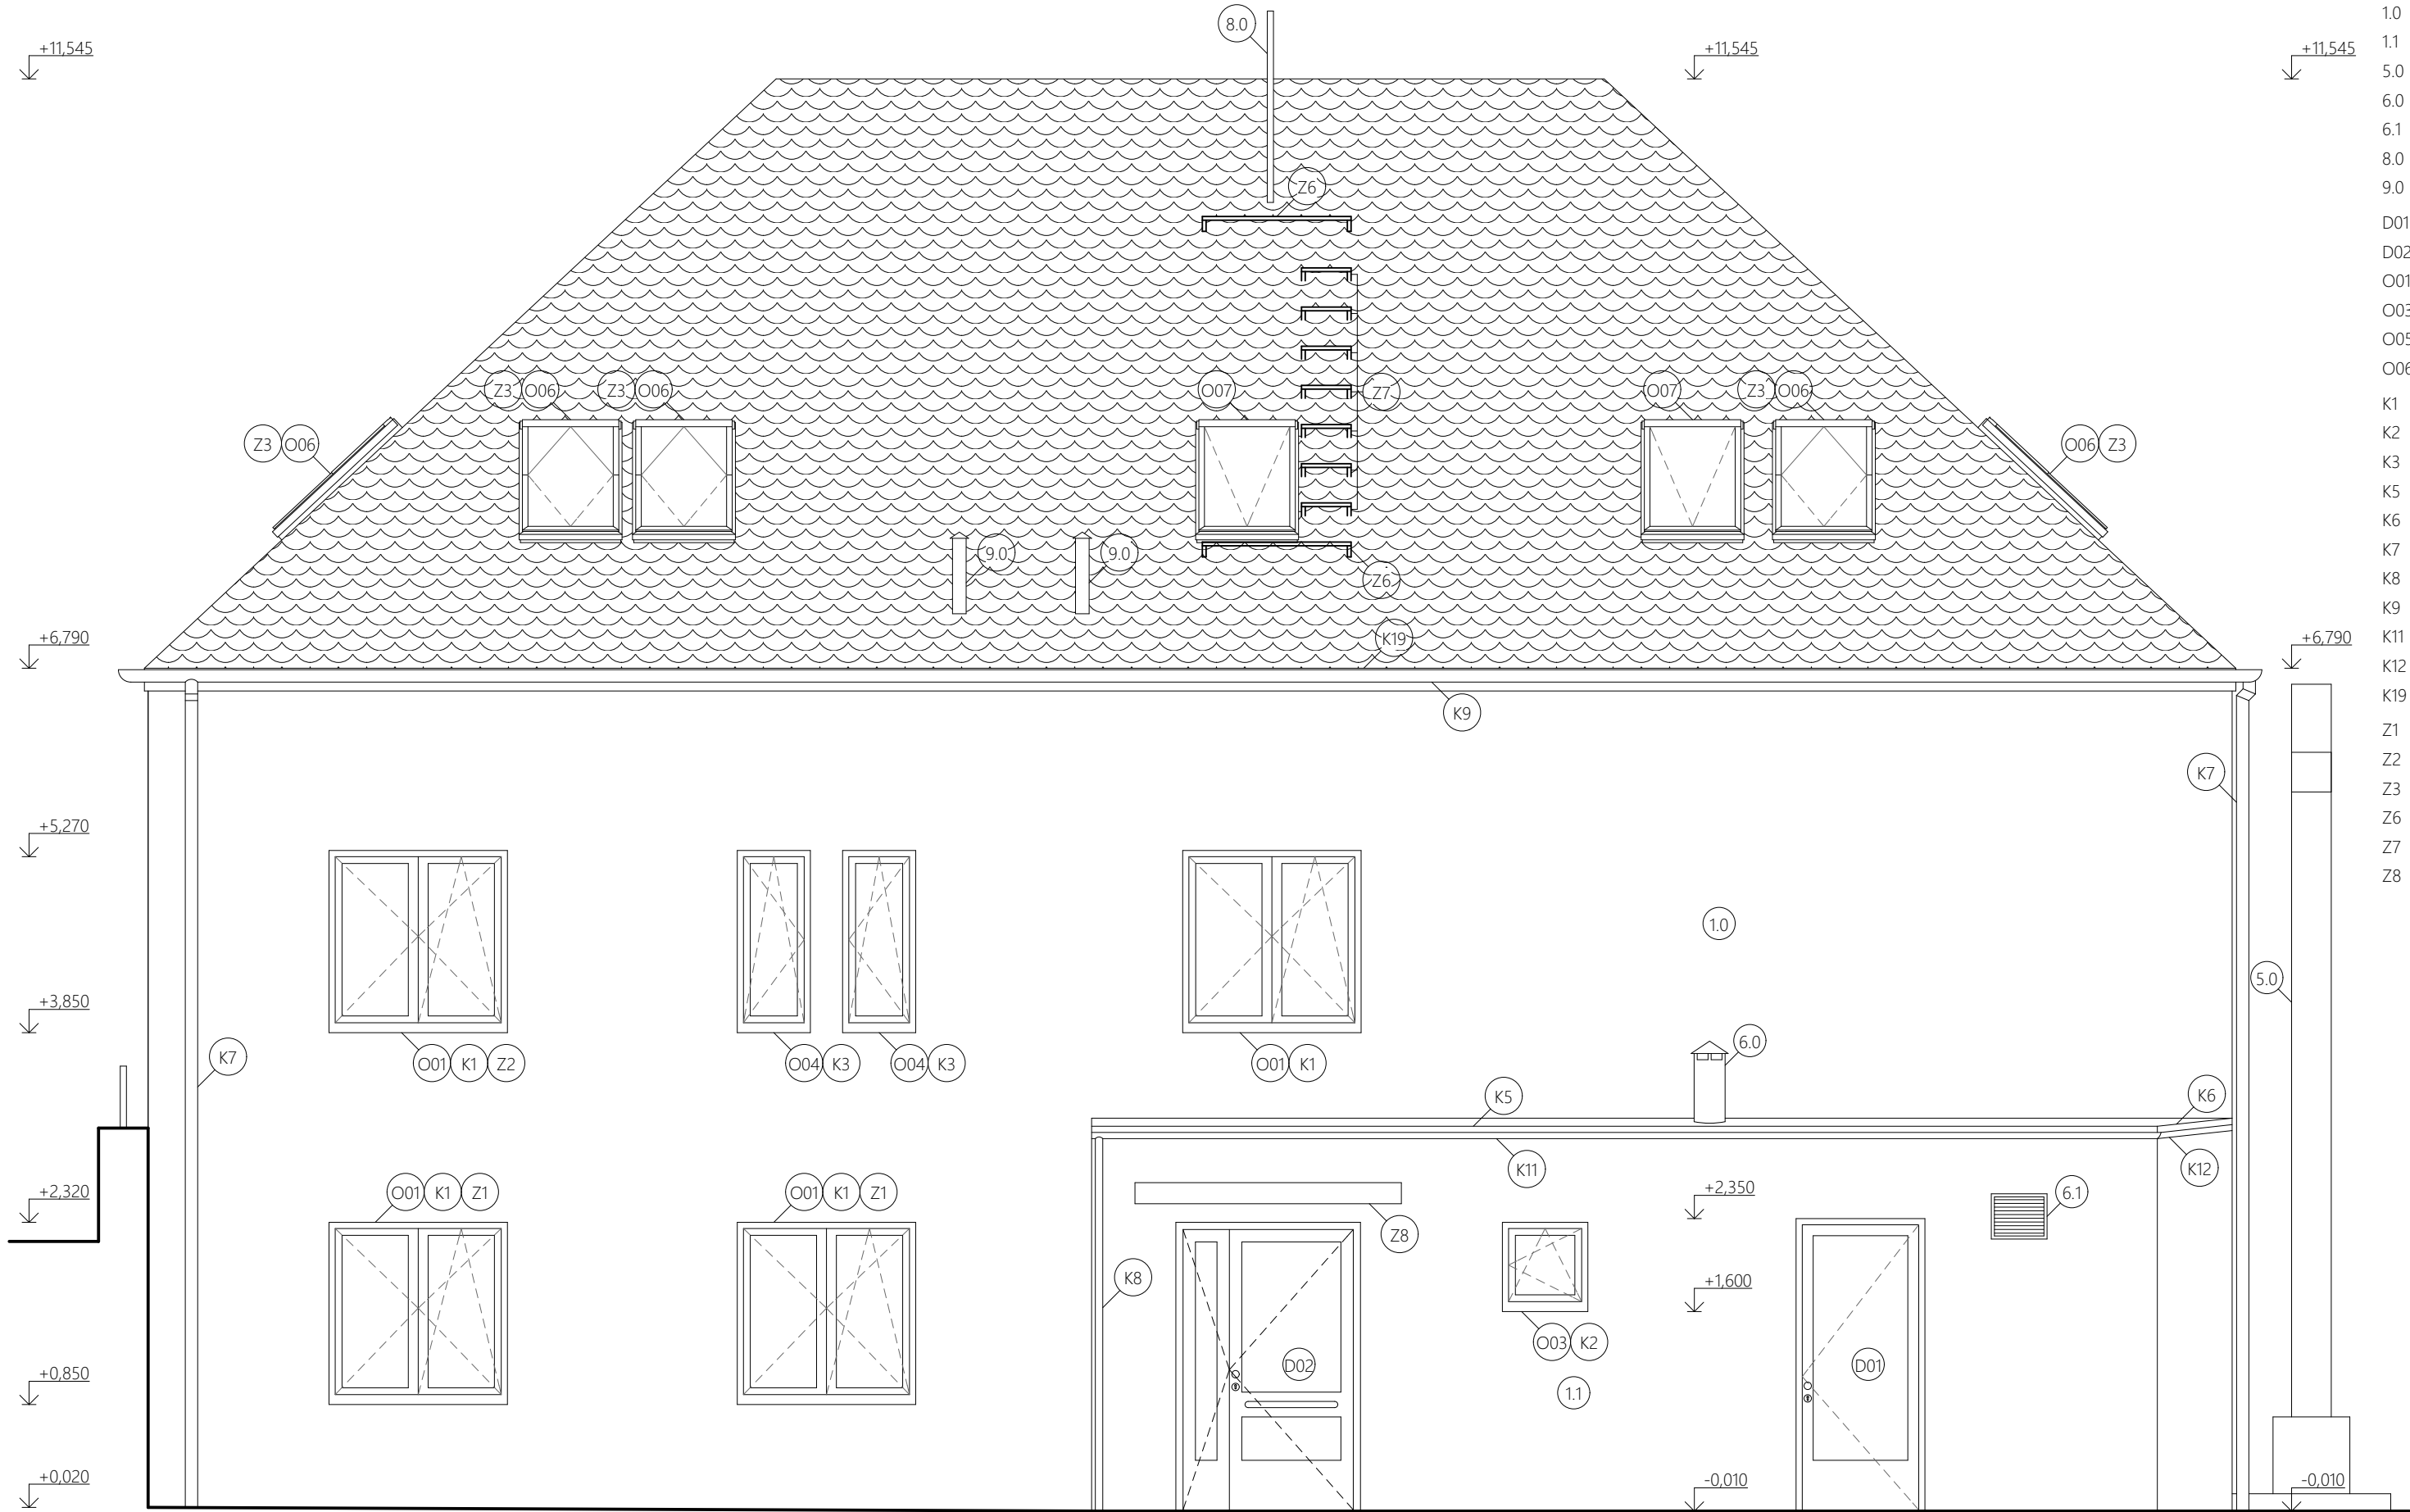 8.0
+11,545
+11,545
+11,545
Z6
Z3 O06
Z3 O06
O07
Z7
O07
Z3 O06
Z3 O06
O06 Z3
9.0
9.0
Z6
+6,790
K19
+6,790
K9
K7
+5,270
1.0
5.0
+3,850
K7
O01 K1 Z2
O04 K3
O04 K3
O01 K1
6.0
K5
K6
K11
K12
+2,320
O01 K1 Z1
O01 K1 Z1
+2,350
6.1
Z8
K8
+1,600
O03 K2
D02
D01
+0,850
1.1
+0,020
-0,010
-0,010
1.0
1.1
5.0
6.0
6.1
8.0
9.0
D01
D02
O01
O03
O05
O06
K1
K2
K3
K5
K6
K7
K8
K9
K11
K12
K19
Z1
Z2
Z3
Z6
Z7
Z8